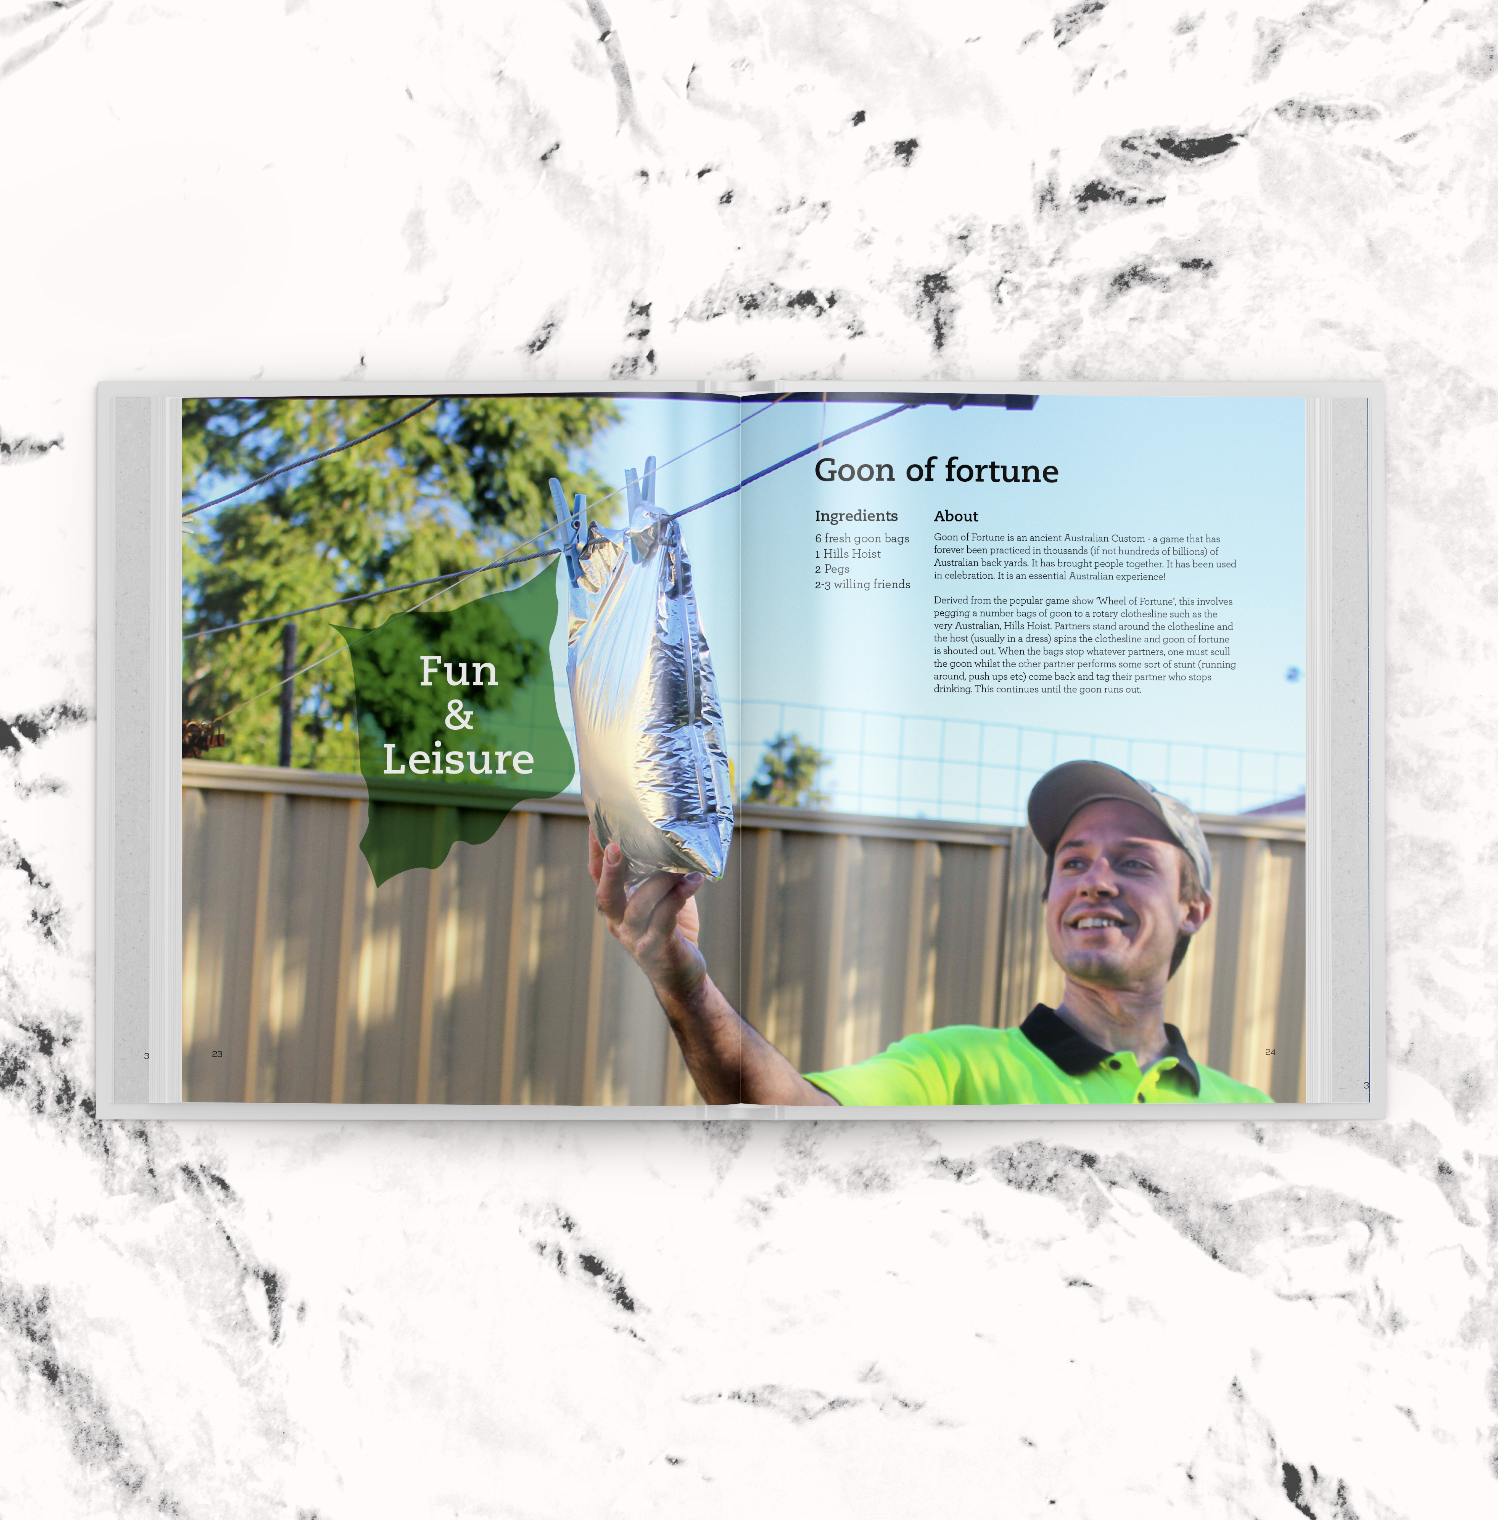 Fun
&
Leisure
Goon of fortune
Ingredients
6 fresh goon bags
1 Hills Hoist
2 Pegs
2-3 willing friends
About
Goon of Fortune is an ancient Australian Custom - a game that has
forever been practiced in thousands (if not hundreds of billions) of
Australian back yards. It has brought people together. It has been used
in celebration. It is an essential Australian experience!
Derived from the popular game show 'Wheel of Fortune', this involves
pegging a number bags of goon to a rotary clothesline such as the
very Australian, Hills Hoist. Partners stand around the clothesline and
the host (usually in a dress) spins the clothesline and goon of fortune
is shouted out. When the bags stop whatever partners, one must scull
the goon whilst the other partner performs some sort of stunt (running
around, push ups etc) come back and tag their partner who stops
drinking. This continues until the goon runs out.
3
23
24
3